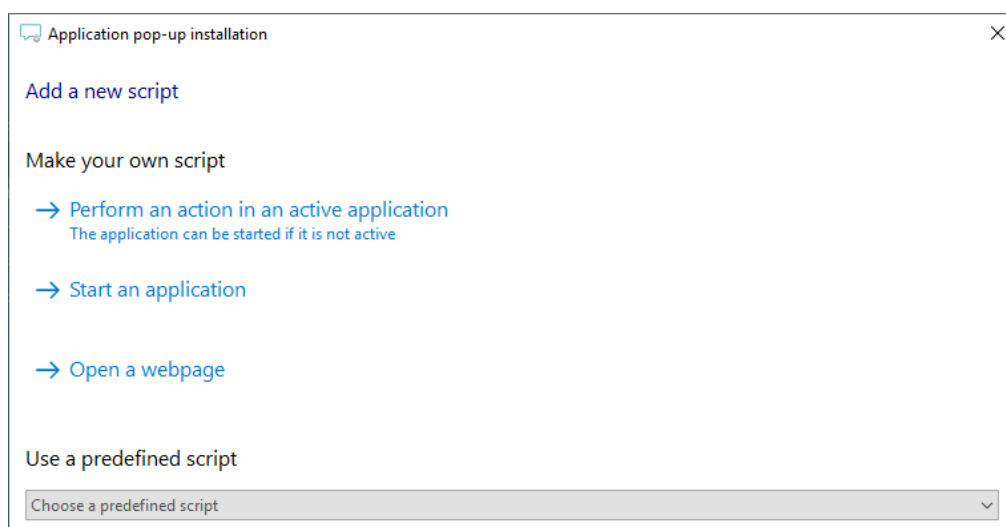 Application pop-up installation
Add a new script
Make your own script
Perform an action in an active application
The application can be started if it is not active
Start an application
Open a webpage
Use a predefined script
Choose a predefined script